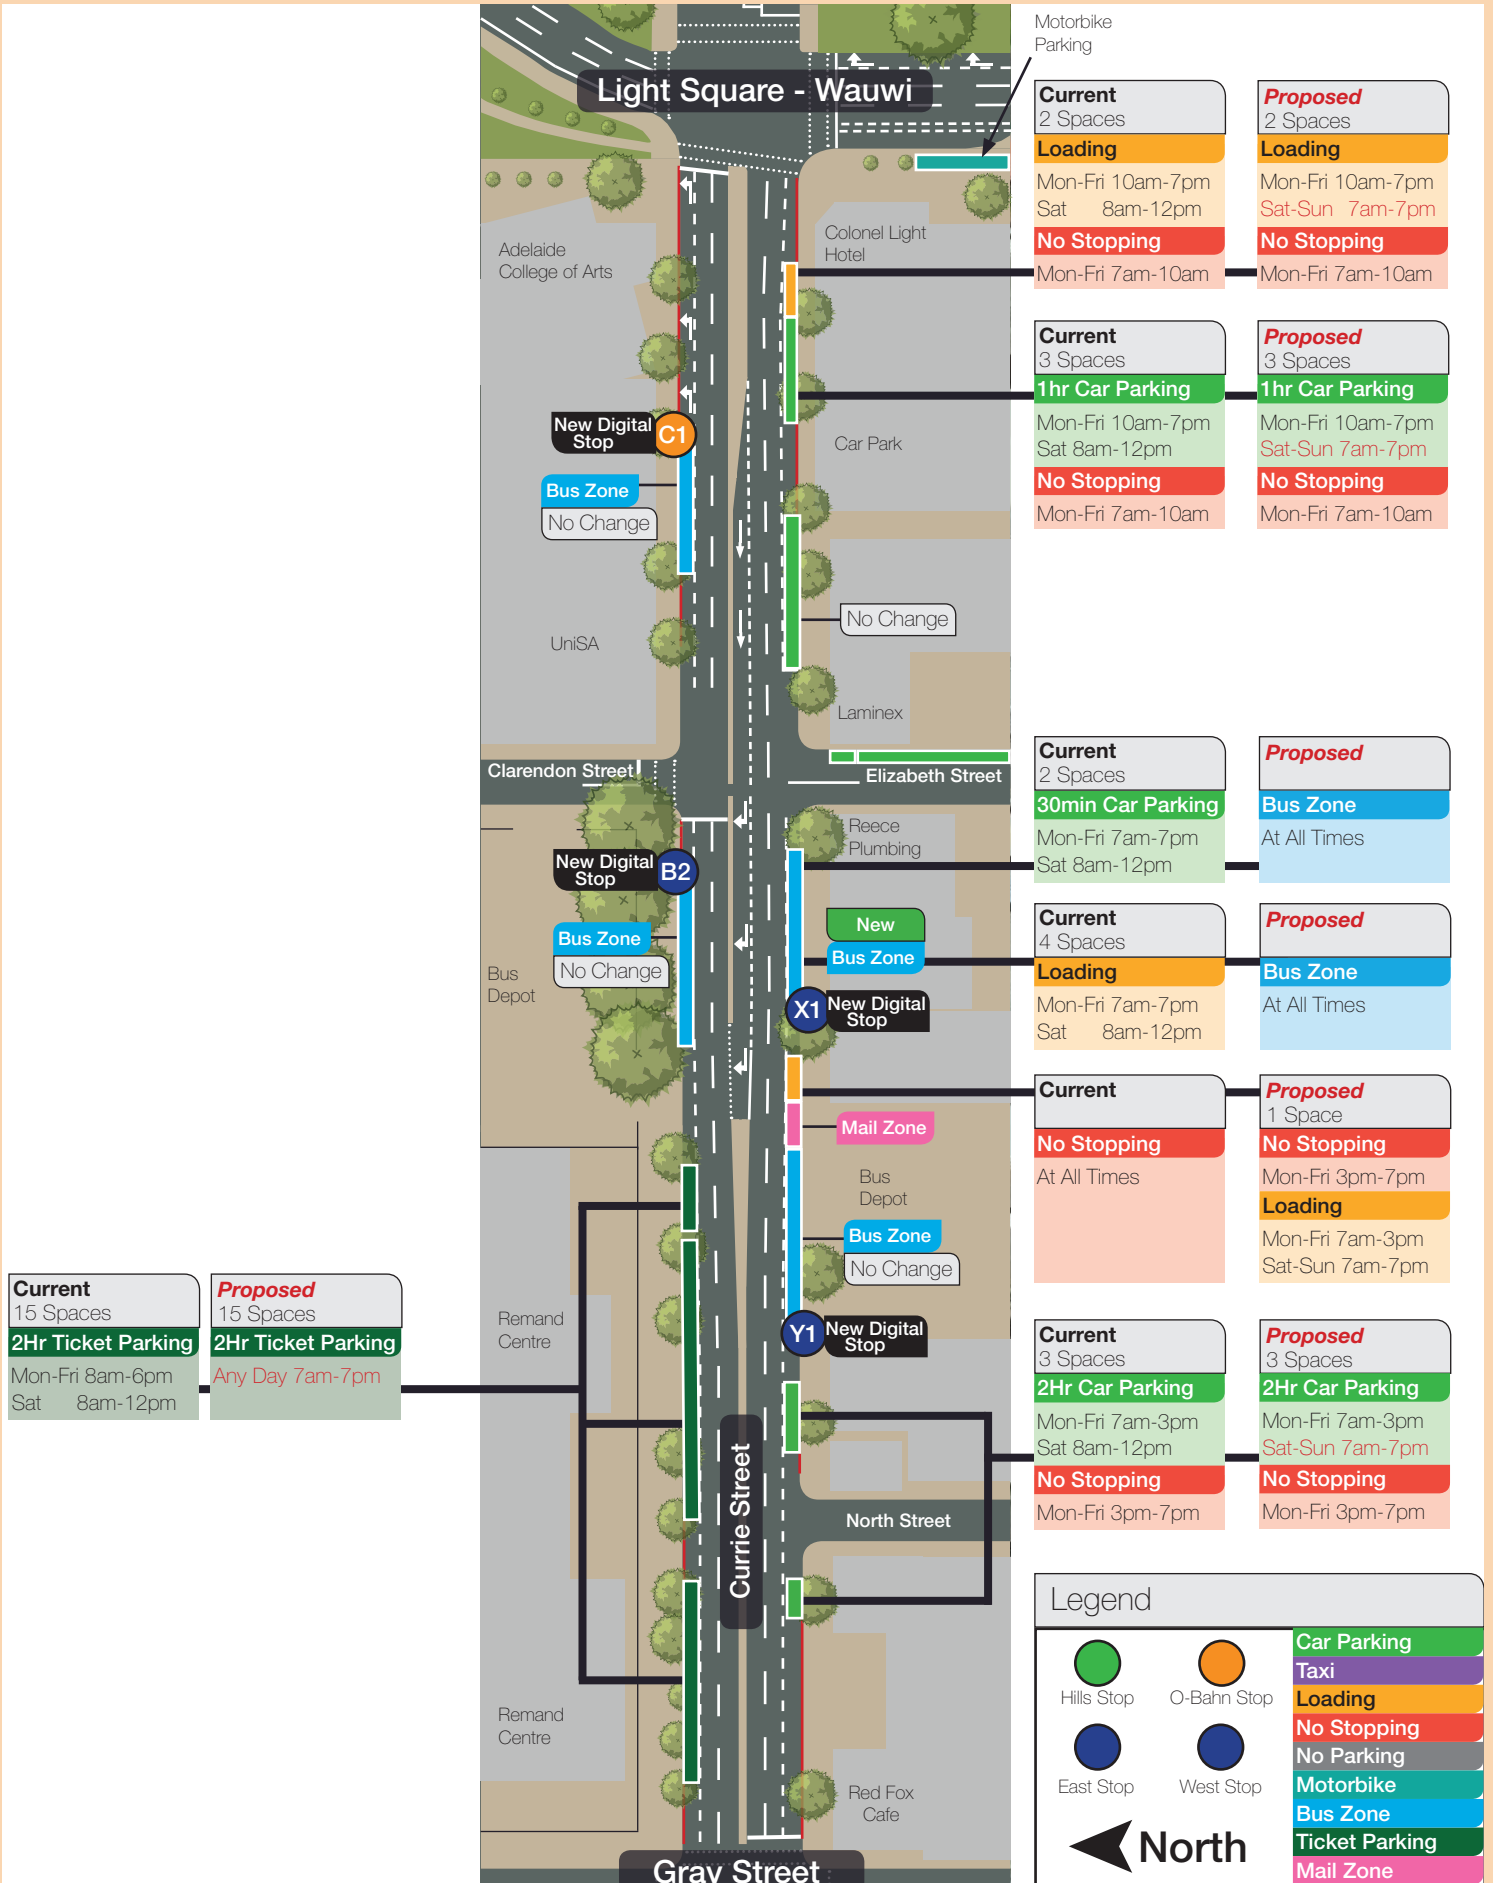 Motorbike
Parking
Light Square - Wauwi
Current
2 Spaces
Loading
Mon-Fri 10am-7pm
Sat 8am-12pm
No Stopping
Mon-Fri 7am-10am
Proposed
2 Spaces
Loading
Mon-Fri 10am-7pm
Sat-Sun 7am-7pm
No Stopping
Mon-Fri 7am-10am
Adelaide
College of Arts
Colonel Light
Hotel
Current
3 Spaces
1hr Car Parking
Mon-Fri 10am-7pm
Sat 8am-12pm
No Stopping
Mon-Fri 7am-10am
Proposed
3 Spaces
1hr Car Parking
Mon-Fri 10am-7pm
Sat-Sun 7am-7pm
No Stopping
Mon-Fri 7am-10am
New Digital
Stop
C1
Car Park
Bus Zone
No Change
No Change
UniSA
Laminex
Clarendon Street
Elizabeth Street
Current
2 Spaces
30min Car Parking
Mon-Fri 7am-7pm
Sat 8am-12pm
Proposed
Bus Zone
At All Times
Reece
Plumbing
New Digital
Stop
B2
Bus Zone
No Change
Bus
Depot
New
Bus Zone
X1
New Digital
Stop
Current
4 Spaces
Loading
Mon-Fri 7am-7pm
Sat 8am-12pm
Proposed
Bus Zone
At All Times
Current
No Stopping
At All Times
Proposed
1 Space
No Stopping
Mon-Fri 3pm-7pm
Loading
Mon-Fri 7am-3pm
Sat-Sun 7am-7pm
Mail Zone
Bus
Depot
Bus Zone
No Change
Y1
New Digital
Stop
Current
15 Spaces
2Hr Ticket Parking
Mon-Fri 8am-6pm
Sat 8am-12pm
Proposed
15 Spaces
2Hr Ticket Parking
Any Day 7am-7pm
Remand
Centre
Current
3 Spaces
2Hr Car Parking
Mon-Fri 7am-3pm
Sat 8am-12pm
No Stopping
Mon-Fri 3pm-7pm
Proposed
3 Spaces
2Hr Car Parking
Mon-Fri 7am-3pm
Sat-Sun 7am-7pm
No Stopping
Mon-Fri 3pm-7pm
Currie Street
North Street
Remand
Centre
Red Fox
Cafe
Gray Street
Legend
Hills Stop
O-Bahn Stop
East Stop
West Stop
North
Car Parking
Taxi
Loading
No Stopping
No Parking
Motorbike
Bus Zone
Ticket Parking
Mail Zone